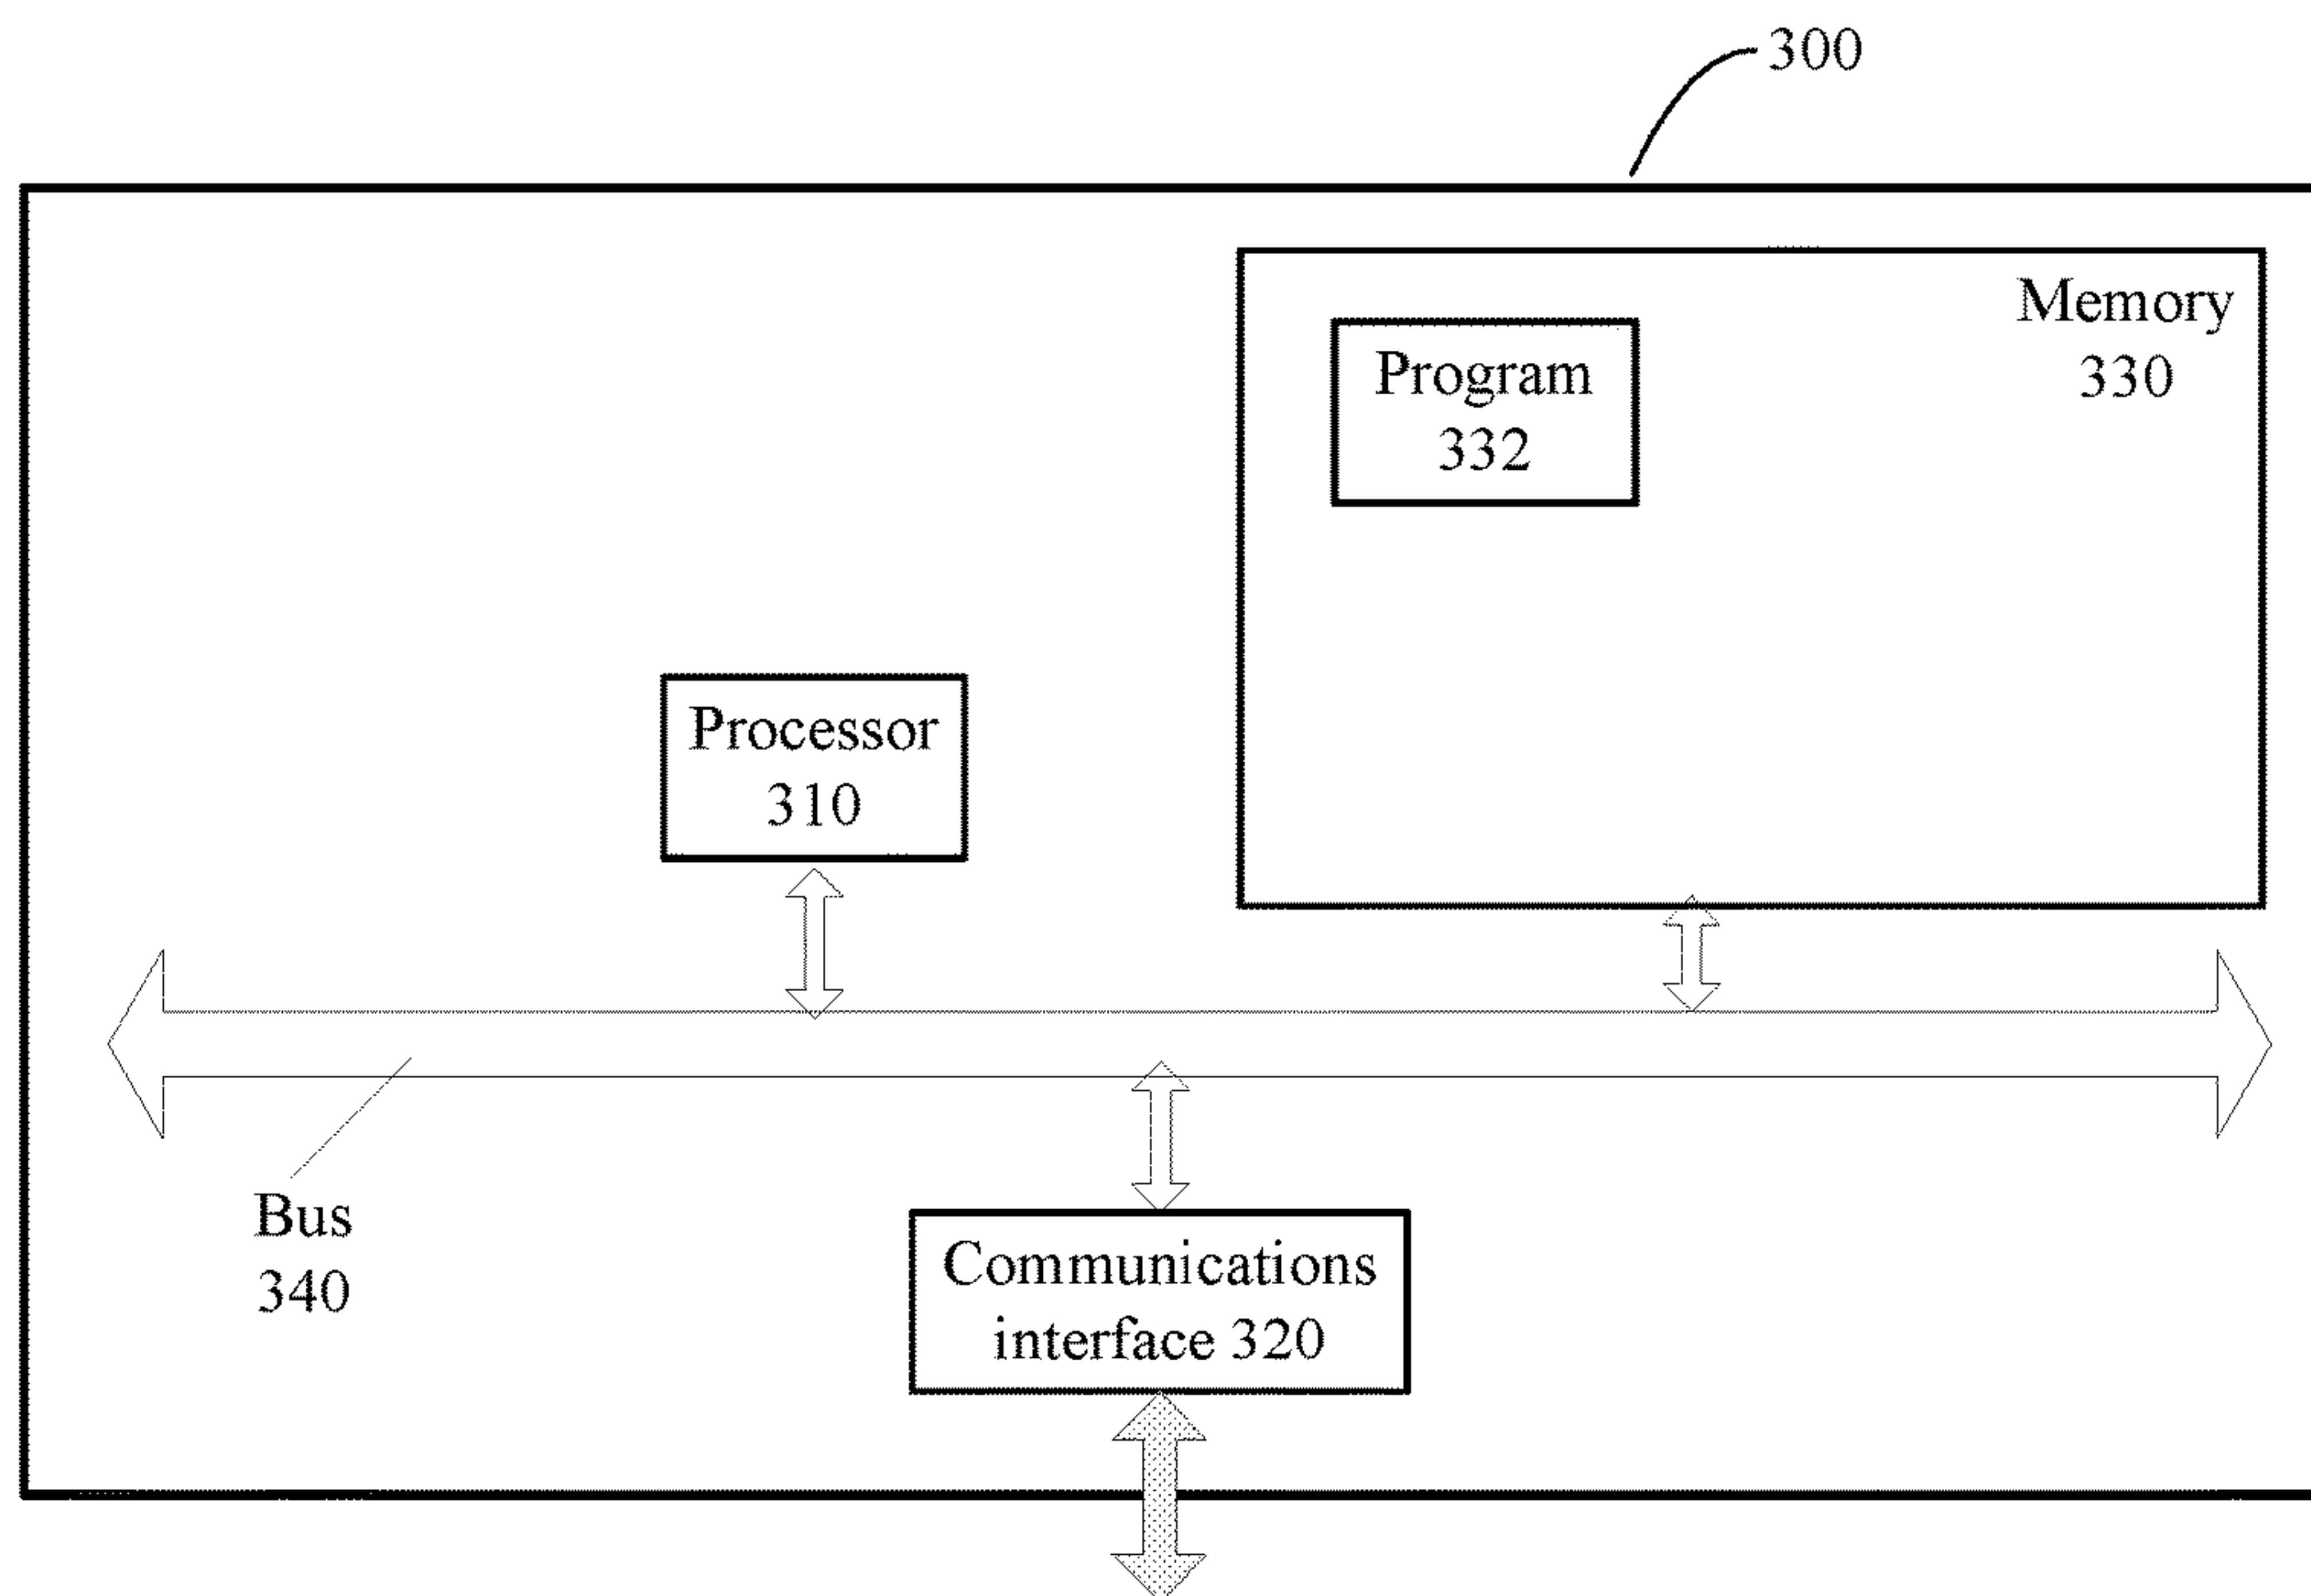 300
Memory
330
Program
332
Processor
310
Bus
340
Communications
interface 320